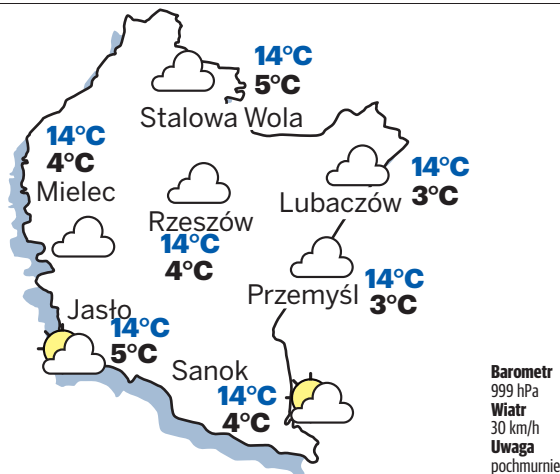 14°C
5°C
Stalowa Wola
14°C
4°C
Mielec
14°C
3°C
Lubaczów
Rzeszów
14°C
4°C
Przemyśl
14°C
3°C
Jasło
14°C
5°C
Sanok
14°C
4°C
Barometr
999 hPa
Wiatr
30 km/h
Uwaga
pochmurnie